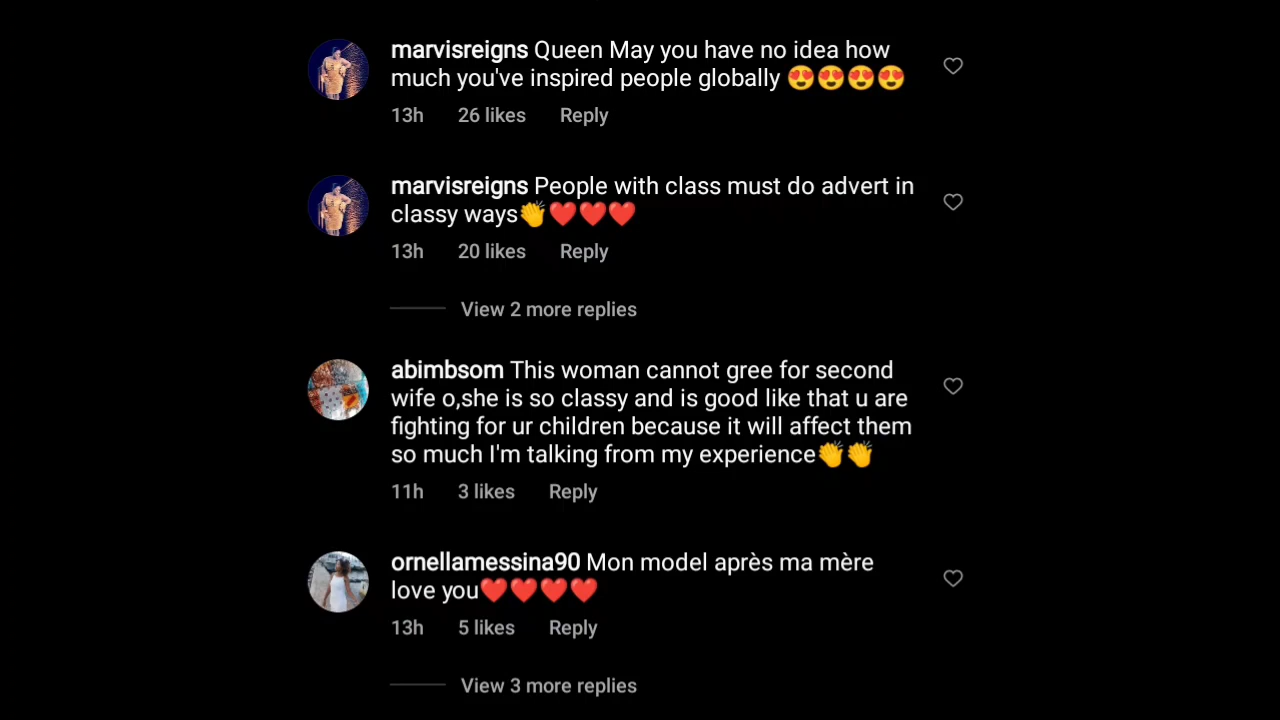 marvisreigns Queen May you have no idea how
much you've inspired people globally 😍😍😍😍
13h 26 likes Reply
marvisreigns People with class must do advert in
classy ways👏❤️❤️❤️
13h 20 likes Reply
View 2 more replies
abimbsom This woman cannot gree for second
wife o,she is so classy and is good like that u are
fighting for ur children because it will affect them
so much I'm talking from my experience👏👏
11h 3 likes Reply
ornellamessina90 Mon model après ma mère
love you❤️❤️❤️❤️
13h 5 likes Reply
View 3 more replies